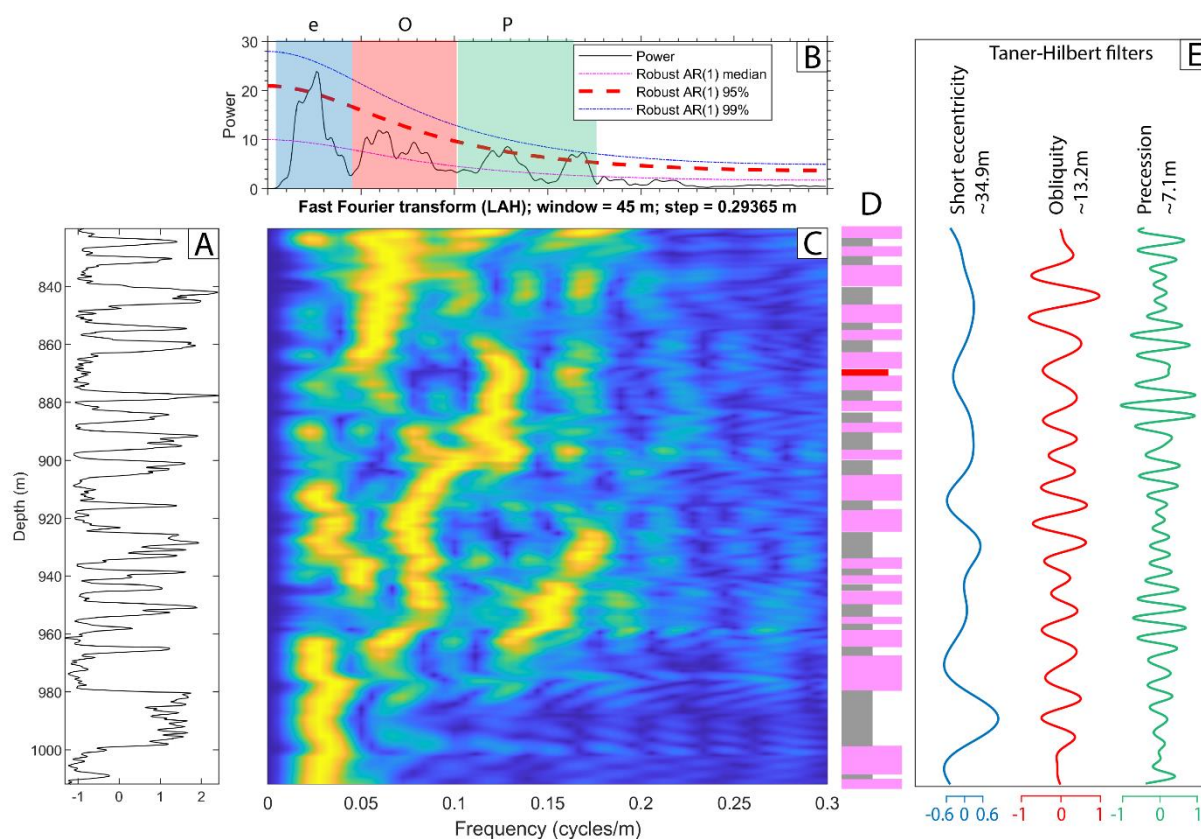 e O P
B
30
20
10
0
Power
Power
Robust AR(1) median
Robust AR(1) 95%
Robust AR(1) 99%
Fast Fourier transform (LAH); window = 45 m; step = 0.29365 m
A
C
D
E
Taner-Hilbert filters
Short eccentricity
~34.9m
Obliquity
~13.2m
Precession
~7.1m
Depth (m)
840
860
880
900
920
940
960
980
1000
-1 0 1 2
0 0.05 0.1 0.15 0.2 0.25 0.3
Frequency (cycles/m)
-0.6 0 0.6
-1 0 1
-1 0 1